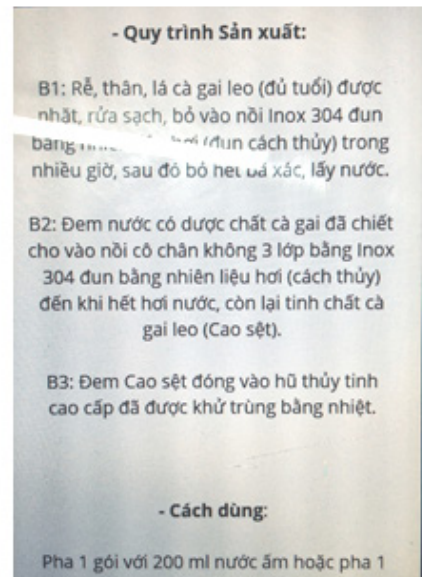 - Quy trình Sản xuất:
B1: Rễ, thân, lá cà gai leo (đủ tuổi) được
nhặt, rửa sạch, bỏ vào nồi Inox 304 đun
bằng hơi (đun cách thủy) trong
nhiều giờ, sau đó bỏ hết bã xác, lấy nước.
B2: Đem nước có dược chất cà gai đã chiết
cho vào nồi cô chân không 3 lớp bằng Inox
304 đun bằng nhiên liệu hơi (cách thủy)
đến khi hết hơi nước, còn lại tinh chất cà
gai leo (Cao sệt).
B3: Đem Cao sệt đóng vào hũ thủy tinh
cao cấp đã được khử trùng bằng nhiệt.
- Cách dùng:
Pha 1 gói với 200 ml nước ấm hoặc pha 1